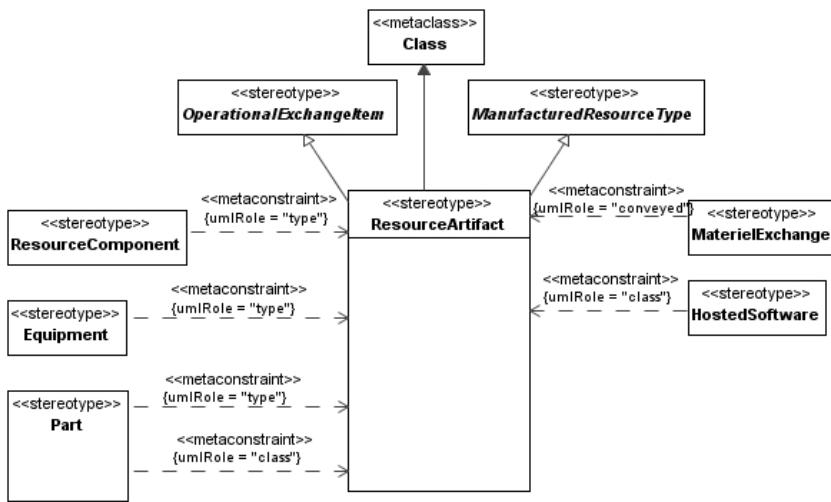 <<metaclass>>
Class
<<stereotype>>
OperationalExchangeItem
<<stereotype>>
ManufacturedResourceType
<<stereotype>>
ResourceArtifact
<<metaconstraint>>
{umlRole = "type"}
<<stereotype>>
ResourceComponent
<<metaconstraint>>
{umlRole = "conveyed"}
<<stereotype>>
MaterielExchange
<<metaconstraint>>
{umlRole = "type"}
<<stereotype>>
Equipment
<<metaconstraint>>
{umlRole = "class"}
<<stereotype>>
HostedSoftware
<<stereotype>>
Part
<<metaconstraint>>
{umlRole = "type"}
<<metaconstraint>>
{umlRole = "class"}